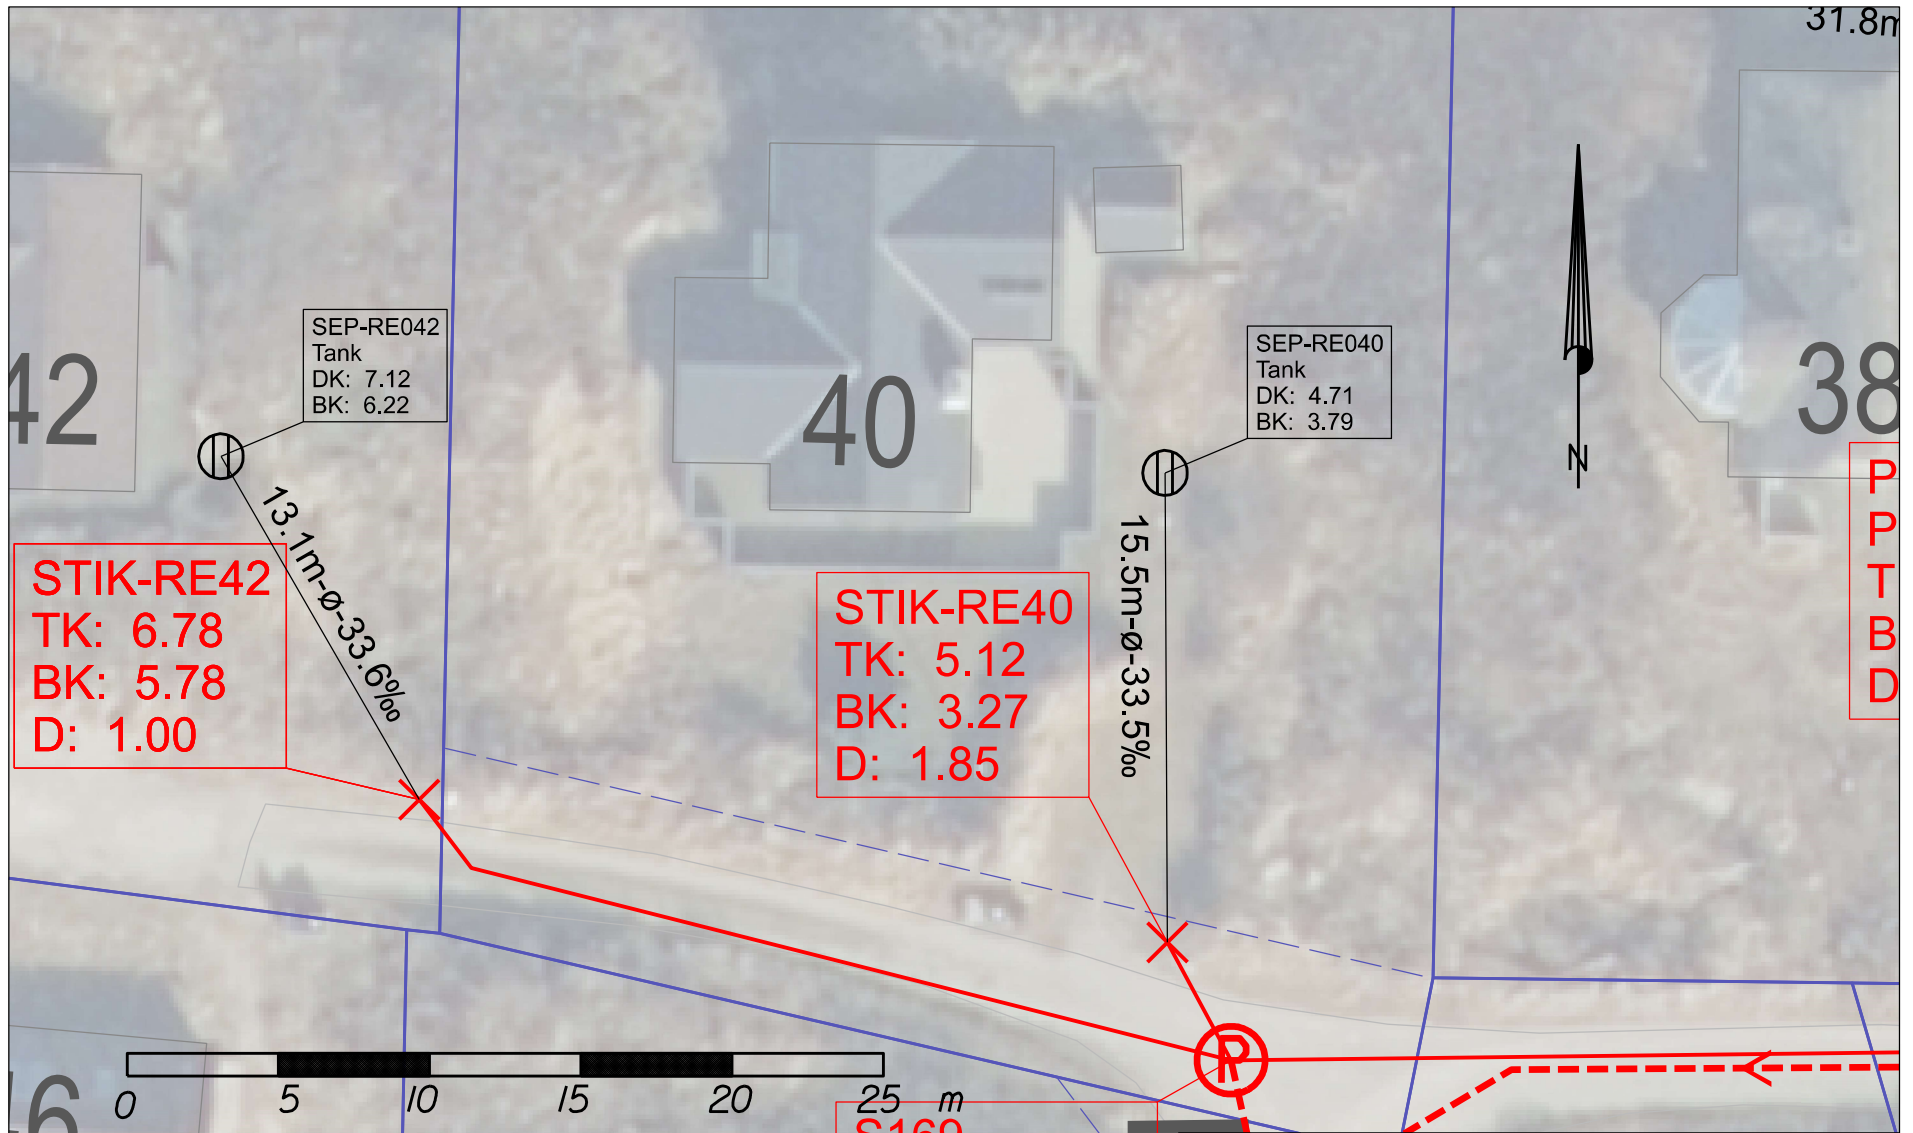 31.8m
SEP-RE042
Tank
DK: 7.12
BK: 6.22
SEP-RE040
Tank
DK: 4.71
BK: 3.79
42
40
38
N
13.1m-ø-33.6‰
15.5m-ø-33.5‰
STIK-RE42
TK: 6.78
BK: 5.78
D: 1.00
STIK-RE40
TK: 5.12
BK: 3.27
D: 1.85
P
P
T
B
D
R
0 5 10 15 20 25 m
S169
6